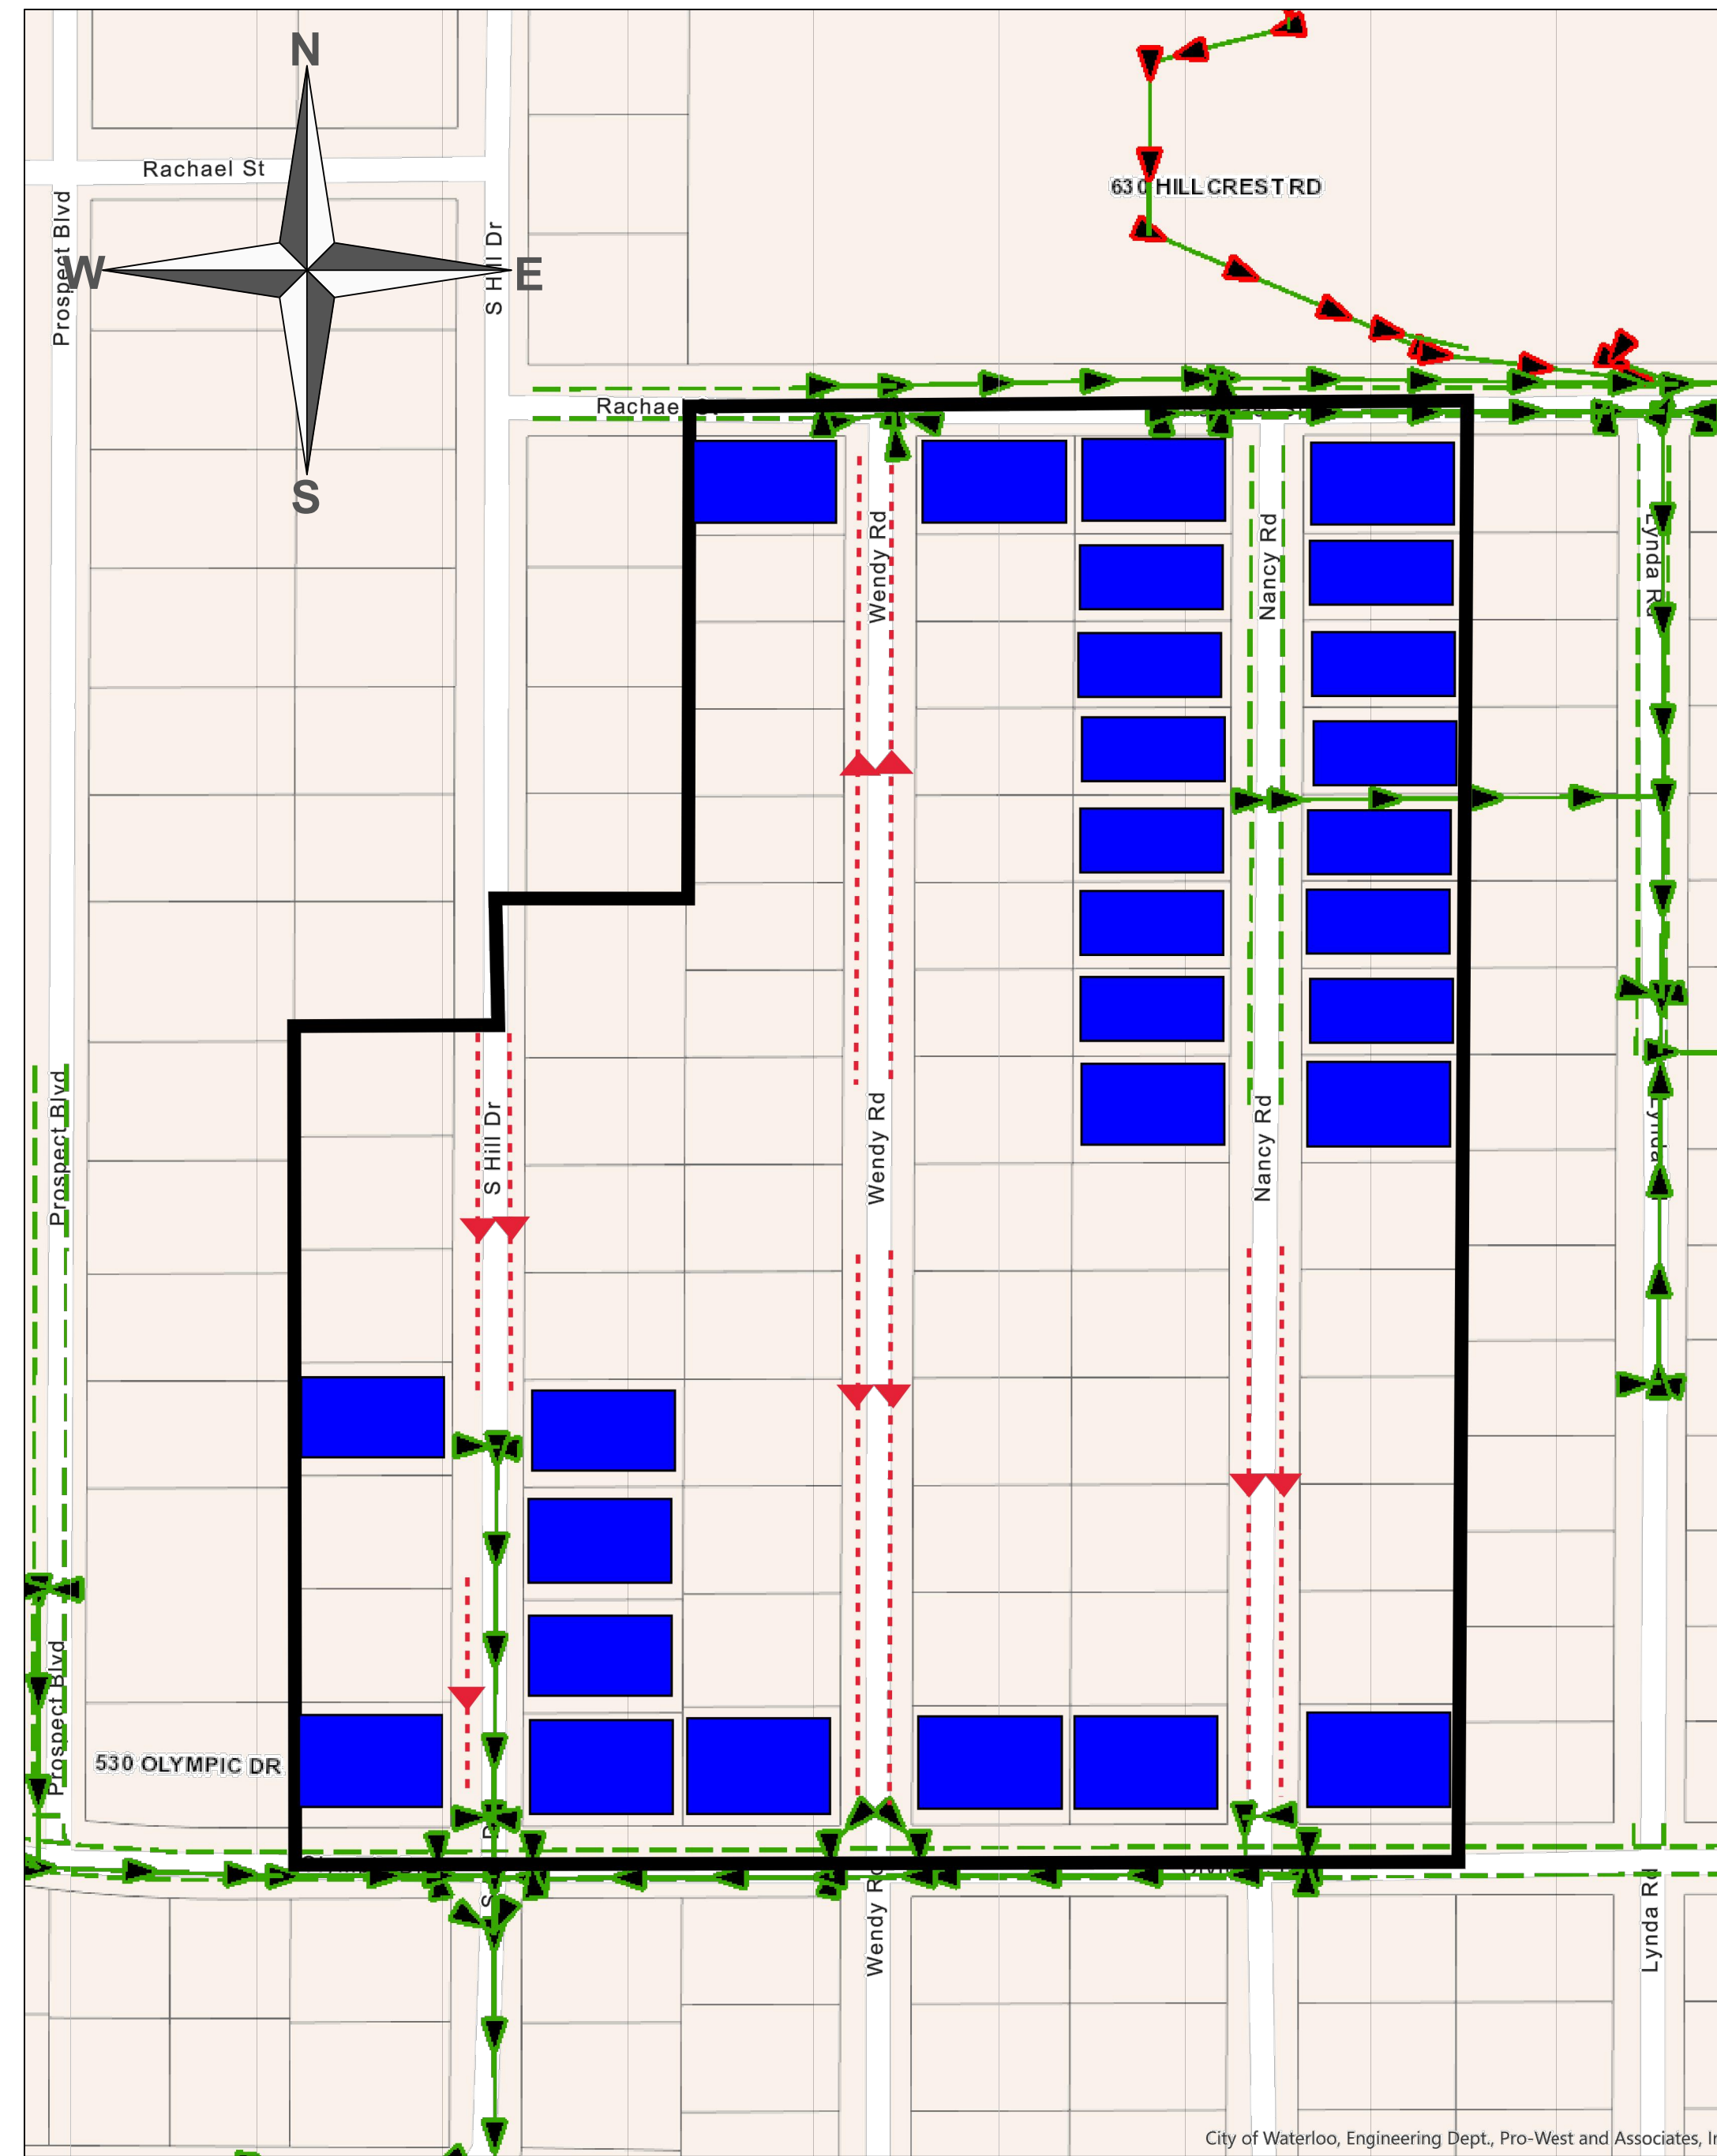 N
Rachael St
630 HILLCREST RD
Prospect Blvd
S Hill Dr
W
E
Rachael St
S
Wendy Rd
Nancy Rd
Lynda Rd
Prospect Blvd
S Hill Dr
Wendy Rd
Nancy Rd
Lynda
Prospect Blvd
530 OLYMPIC DR
Wendy Rd
Lynda Rd
City of Waterloo, Engineering Dept., Pro-West and Associates,